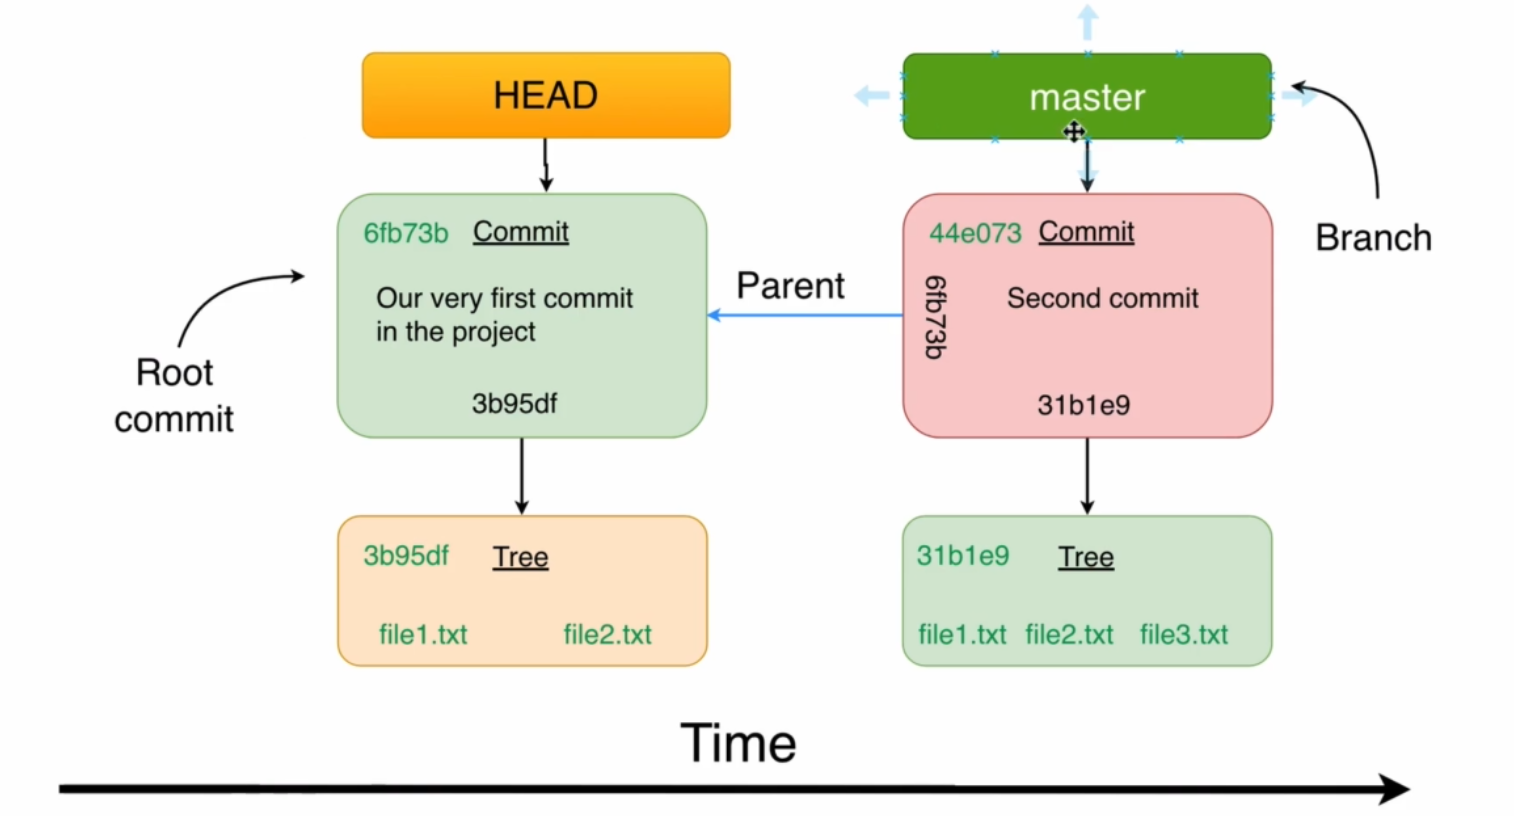 HEAD
master
6fb73b Commit
44e073 Commit
Branch
Our very first commit
in the project
Parent
6fb73b
Second commit
Root
commit
3b95df
31b1e9
3b95df Tree
31b1e9 Tree
file1.txt file2.txt
file1.txt file2.txt file3.txt
Time